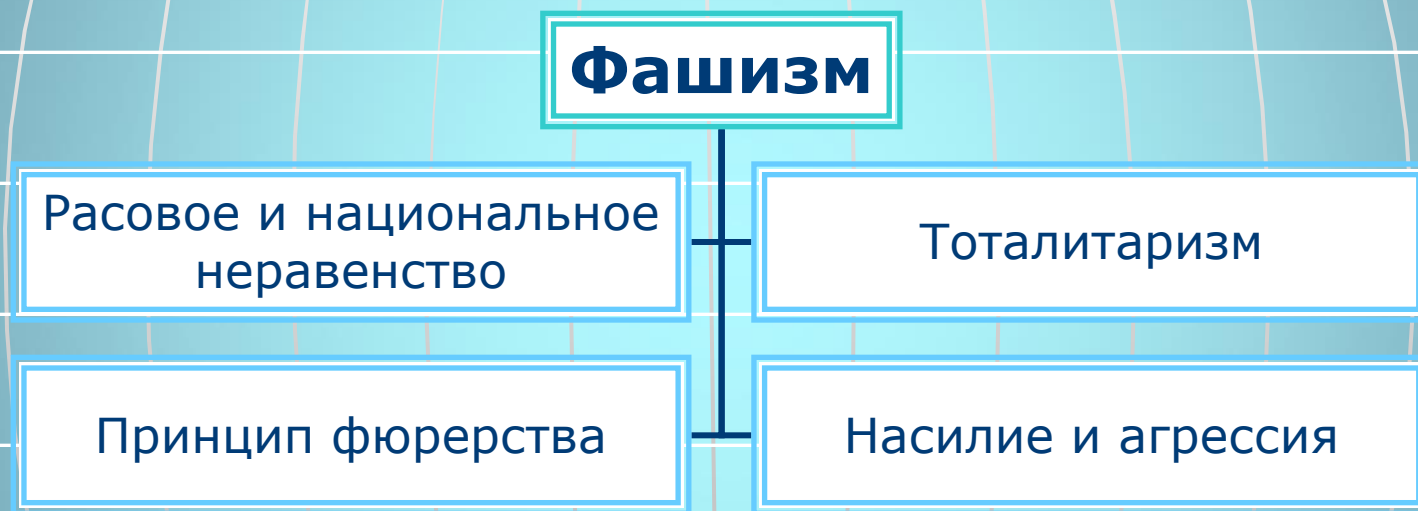 Фашизм
Расовое и национальное
неравенство
Тоталитаризм
Принцип фюрерства
Насилие и агрессия